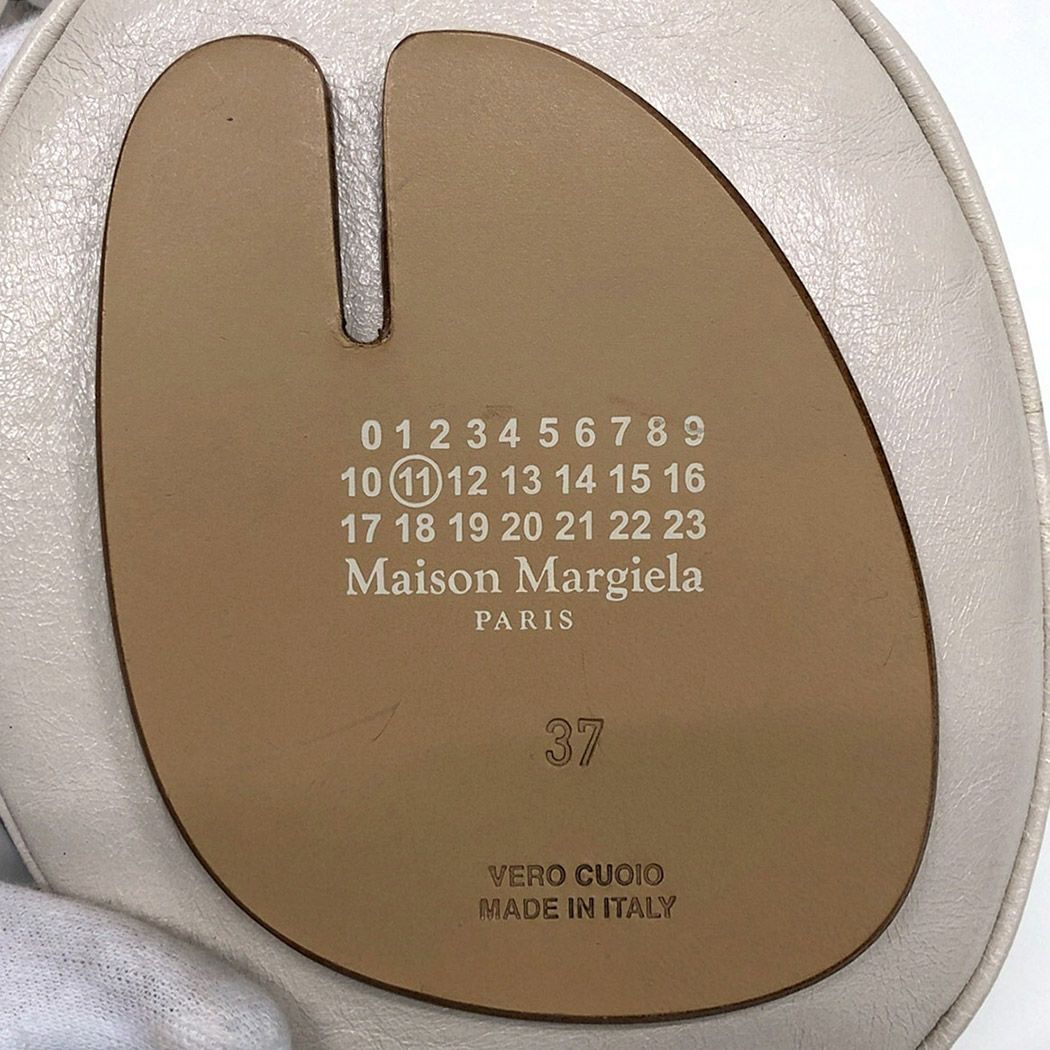 0 1 2 3 4 5 6 7 8 9
10 11 12 13 14 15 16
17 18 19 20 21 22 23
Maison Margiela
PARIS
37
VERO CUOIO
MADE IN ITALY